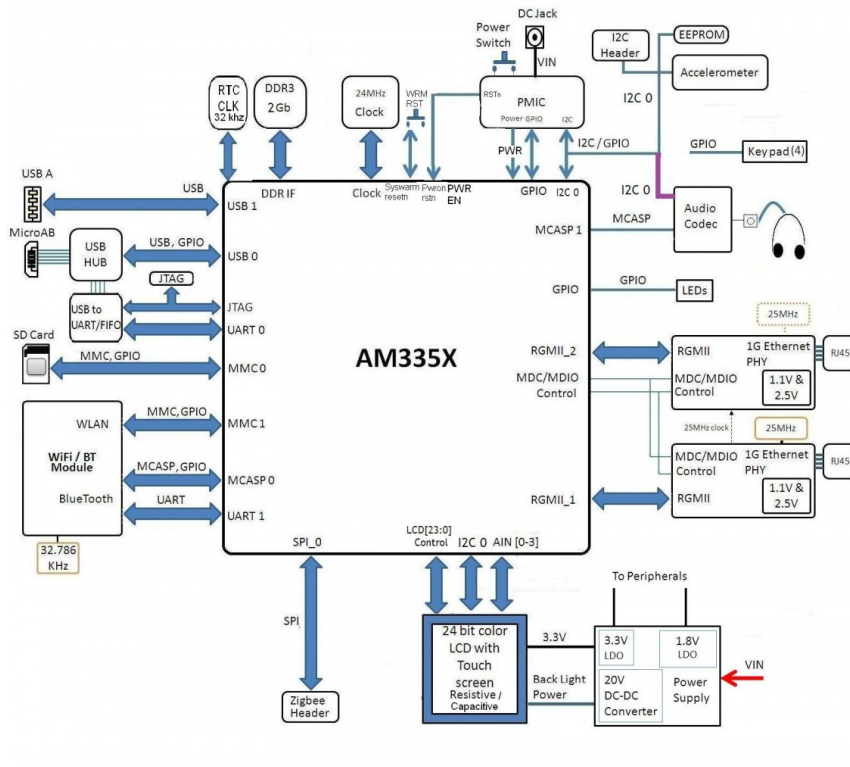 DC Jack
Power
Switch
VIN
I2C
Header
EEPROM
Accelerometer
I2C 0
RTC
CLK
32 khz
DDR3
2Gb
24MHz
Clock
WRM
RST
RSTn
PMIC
Power GPIO
I2C
PWR
I2C/GPIO
GPIO
Key pad (4)
USB A
USB
USB 1
DDR IF
Clock
Syswarm
resetn
Pwron
rstn
PWR
EN
GPIO
I2C 0
I2C 0
MCASP
Audio
Codec
MCASP 1
MicroAB
USB
HUB
USB, GPIO
USB 0
JTAG
USB to
UART/FIFO
JTAG
UART 0
GPIO
GPIO
LEDs
SD Card
MMC, GPIO
MMC 0
AM335X
25MHz
RGMII_2
RGMII
1G Ethernet
PHY
RJ45
MDC/MDIO
Control
MDC/MDIO
Control
1.1V &
2.5V
WLAN
MMC, GPIO
MMC 1
25MHz clock
25MHz
WiFi / BT
Module
MCASP, GPIO
MCASP 0
MDC/MDIO
Control
1G Ethernet
PHY
RJ45
BlueTooth
UART
UART 1
RGMII_1
RGMII
1.1V &
2.5V
32.786
KHz
SPI_0
LCD[23:0]
Control
I2C 0
AIN [0-3]
To Peripherals
SPI
24 bit color
LCD with
Touch
screen
Resistive /
Capacitive
3.3V
3.3V
LDO
1.8V
LDO
VIN
Back Light
Power
20V
DC-DC
Converter
Power
Supply
Zigbee
Header